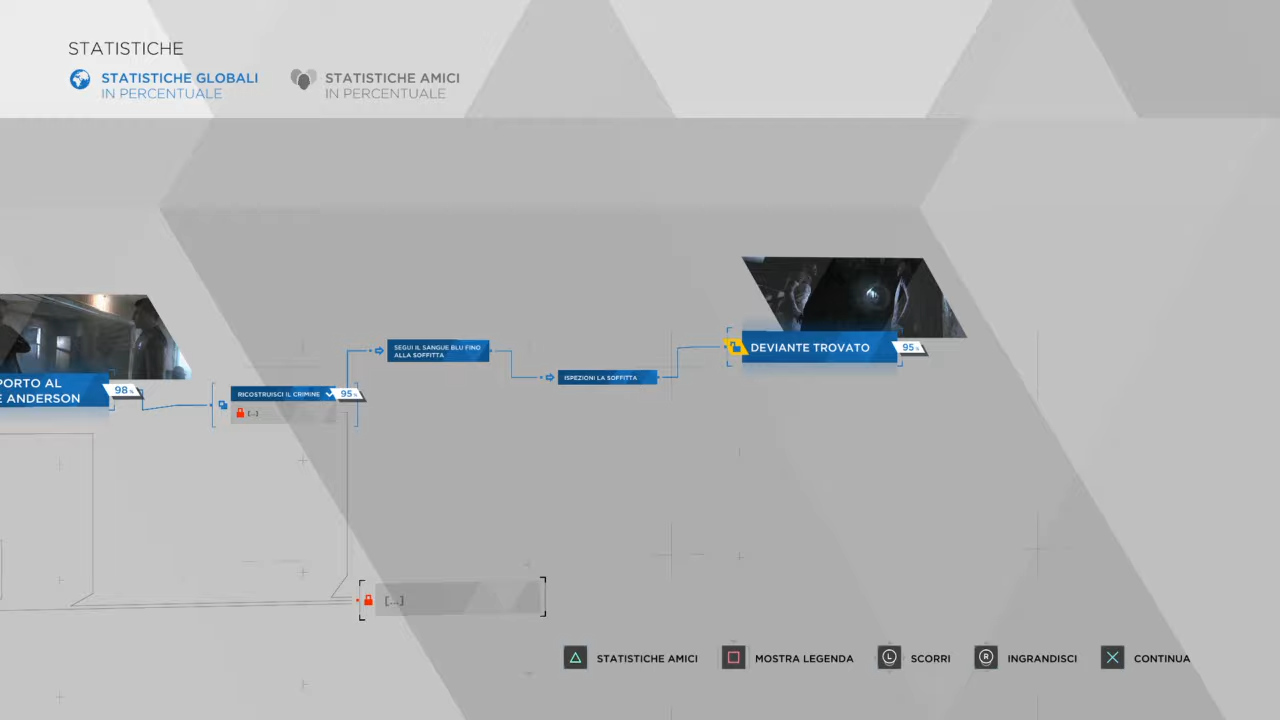 STATISTICHE
STATISTICHE GLOBALI
IN PERCENTUALE
STATISTICHE AMICI
IN PERCENTUALE
PORTO AL
E ANDERSON
98%
RICOSTRUISCI IL CRIMINE
95%
[...]
SEGUI IL SANGUE BLU FINO
ALLA SOFFITTA
ISPEZIONI LA SOFFITTA
DEVIANTE TROVATO
95%
[...]
STATISTICHE AMICI
MOSTRA LEGENDA
L
SCORRI
R
INGRANDISCI
CONTINUA